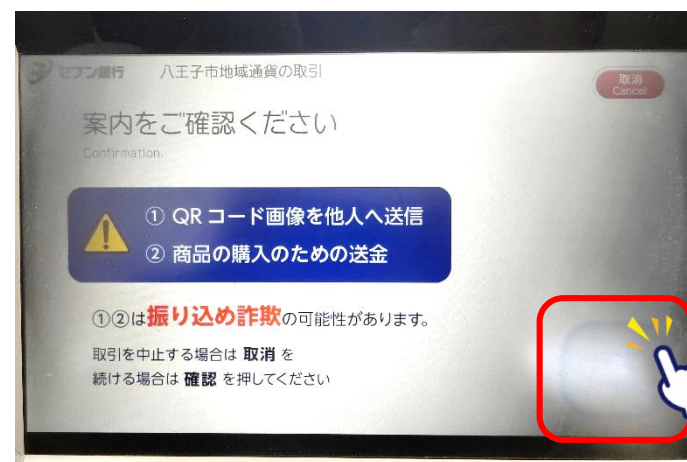 セブン銀行 八王子市地域通貨の取引
取消
Cancel
案内をご確認ください
Confirmation.
① QRコード画像を他人へ送信
② 商品の購入のための送金
①②は振り込め詐欺の可能性があります。
取引を中止する場合は 取消 を
続ける場合は 確認 を押してください